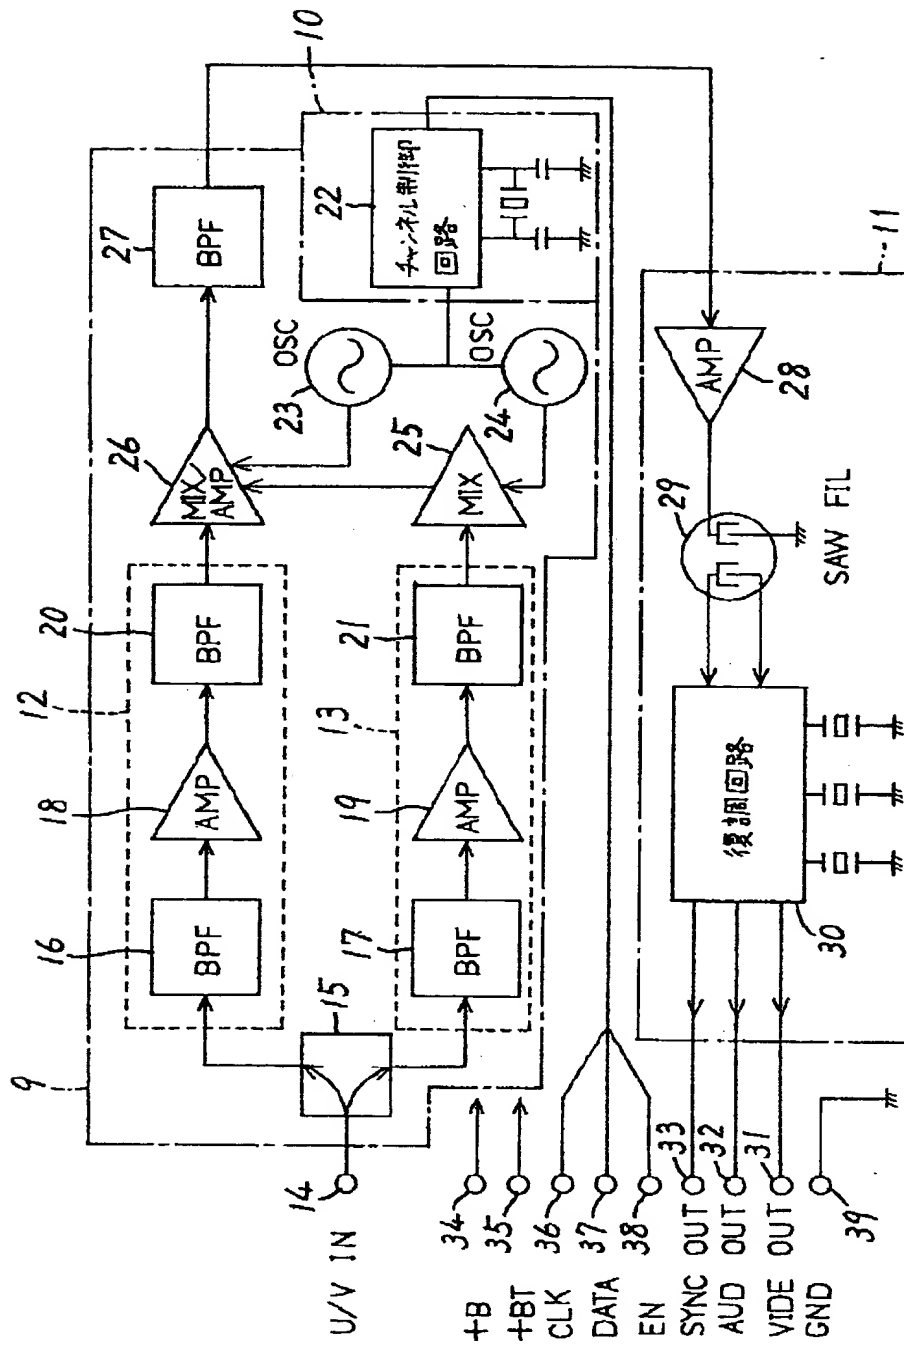 9
16
18
12
20
26
27
BPF
AMP
BPF
MIX/
AMP
BPF
10
U/V IN
14
15
17
19
13
21
25
23
OSC
24
OSC
22
チャンネル制御
回路
BPF
AMP
BPF
MIX
+B
34
+BT
35
CLK
36
DATA
37
EN
38
SYNC OUT
33
AUD OUT
32
VIDE OUT
31
GND
39
復調回路
30
29
SAW FIL
AMP
28
11